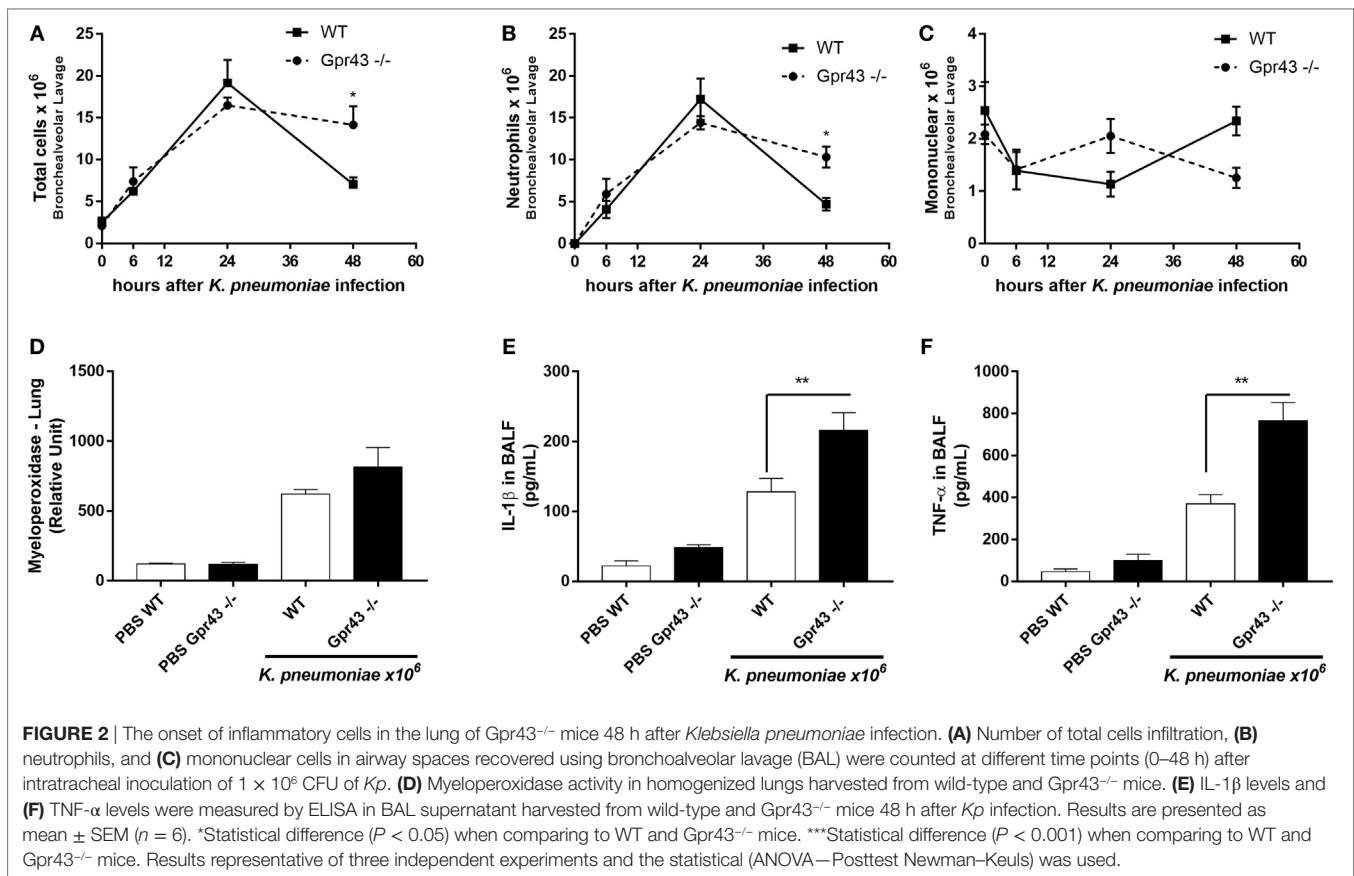 A
WT
Gpr43 -/-
Total cells x 10⁶
Bronchealveolar Lavage
25
20
15
10
5
0
*
0 6 12 24 36 48 60
hours after K. pneumoniae infection
B
WT
Gpr43 -/-
Neutrophils x 10⁶
Bronchealveolar Lavage
25
20
15
10
5
0
*
0 6 12 24 36 48 60
hours after K. pneumoniae infection
C
WT
Gpr43 -/-
Mononuclear x 10⁶
Bronchealveolar Lavage
4
3
2
1
0
0 6 12 24 36 48 60
hours after K. pneumoniae infection
D
Myeloperoxidase - Lung
(Relative Unit)
1500
1000
500
0
PBS WT
PBS Gpr43 -/-
WT
Gpr43 -/-
K. pneumoniae x10⁶
E
IL-1β in BALF
(pg/mL)
300
200
100
0
**
PBS WT
PBS Gpr43 -/-
WT
Gpr43 -/-
K. pneumoniae x10⁶
F
TNF-α in BALF
(pg/mL)
1000
800
600
400
200
0
**
PBS WT
PBS Gpr43 -/-
WT
Gpr43 -/-
K. pneumoniae x10⁶
FIGURE 2 | The onset of inflammatory cells in the lung of Gpr43⁻/⁻ mice 48 h after Klebsiella pneumoniae infection. (A) Number of total cells infiltration, (B)
neutrophils, and (C) mononuclear cells in airway spaces recovered using bronchoalveolar lavage (BAL) were counted at different time points (0–48 h) after
intratracheal inoculation of 1 × 10⁶ CFU of Kp. (D) Myeloperoxidase activity in homogenized lungs harvested from wild-type and Gpr43⁻/⁻ mice. (E) IL-1β levels and
(F) TNF-α levels were measured by ELISA in BAL supernatant harvested from wild-type and Gpr43⁻/⁻ mice 48 h after Kp infection. Results are presented as
mean ± SEM (n = 6). *Statistical difference (P < 0.05) when comparing to WT and Gpr43⁻/⁻ mice. ***Statistical difference (P < 0.001) when comparing to WT and
Gpr43⁻/⁻ mice. Results representative of three independent experiments and the statistical (ANOVA—Posttest Newman–Keuls) was used.